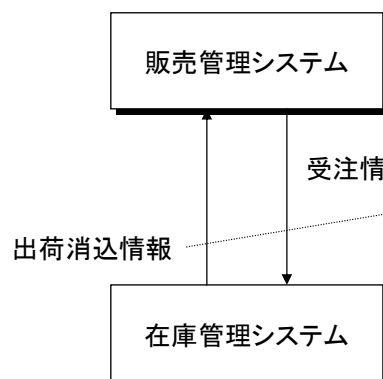 販売管理システム
受注情
出荷消込情報
在庫管理システム